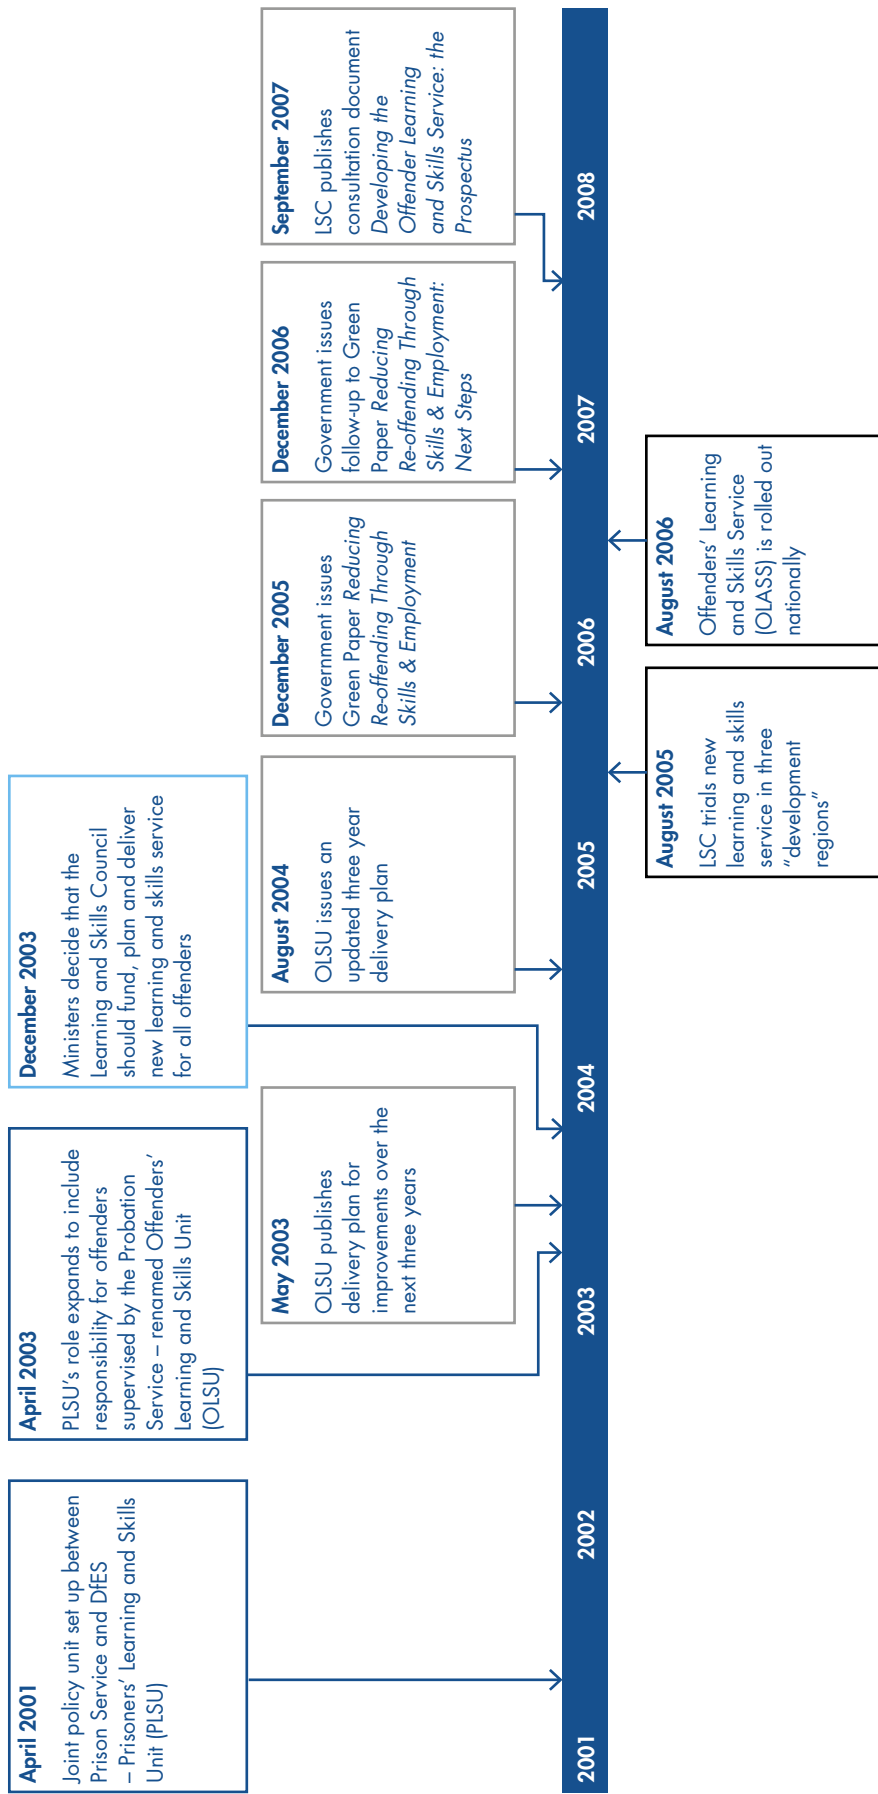 April 2001
Joint policy unit set up between
Prison Service and DfES
– Prisoners’ Learning and Skills
Unit (PLSU)
April 2003
PLSU’s role expands to include
responsibility for offenders
supervised by the Probation
Service – renamed Offenders’
Learning and Skills Unit
(OLSU)
December 2003
Ministers decide that the
Learning and Skills Council
should fund, plan and deliver
new learning and skills service
for all offenders
May 2003
OLSU publishes
delivery plan for
improvements over the
next three years
August 2004
OLSU issues an
updated three year
delivery plan
December 2005
Government issues
Green Paper Reducing
Re-offending Through
Skills & Employment
December 2006
Government issues
follow-up to Green
Paper Reducing
Re-offending Through
Skills & Employment:
Next Steps
September 2007
LSC publishes
consultation document
Developing the
Offender Learning
and Skills Service: the
Prospectus
2001
2002
2003
2004
2005
2006
2007
2008
August 2005
LSC trials new
learning and skills
service in three
“development
regions”
August 2006
Offenders’ Learning
and Skills Service
(OLASS) is rolled out
nationally